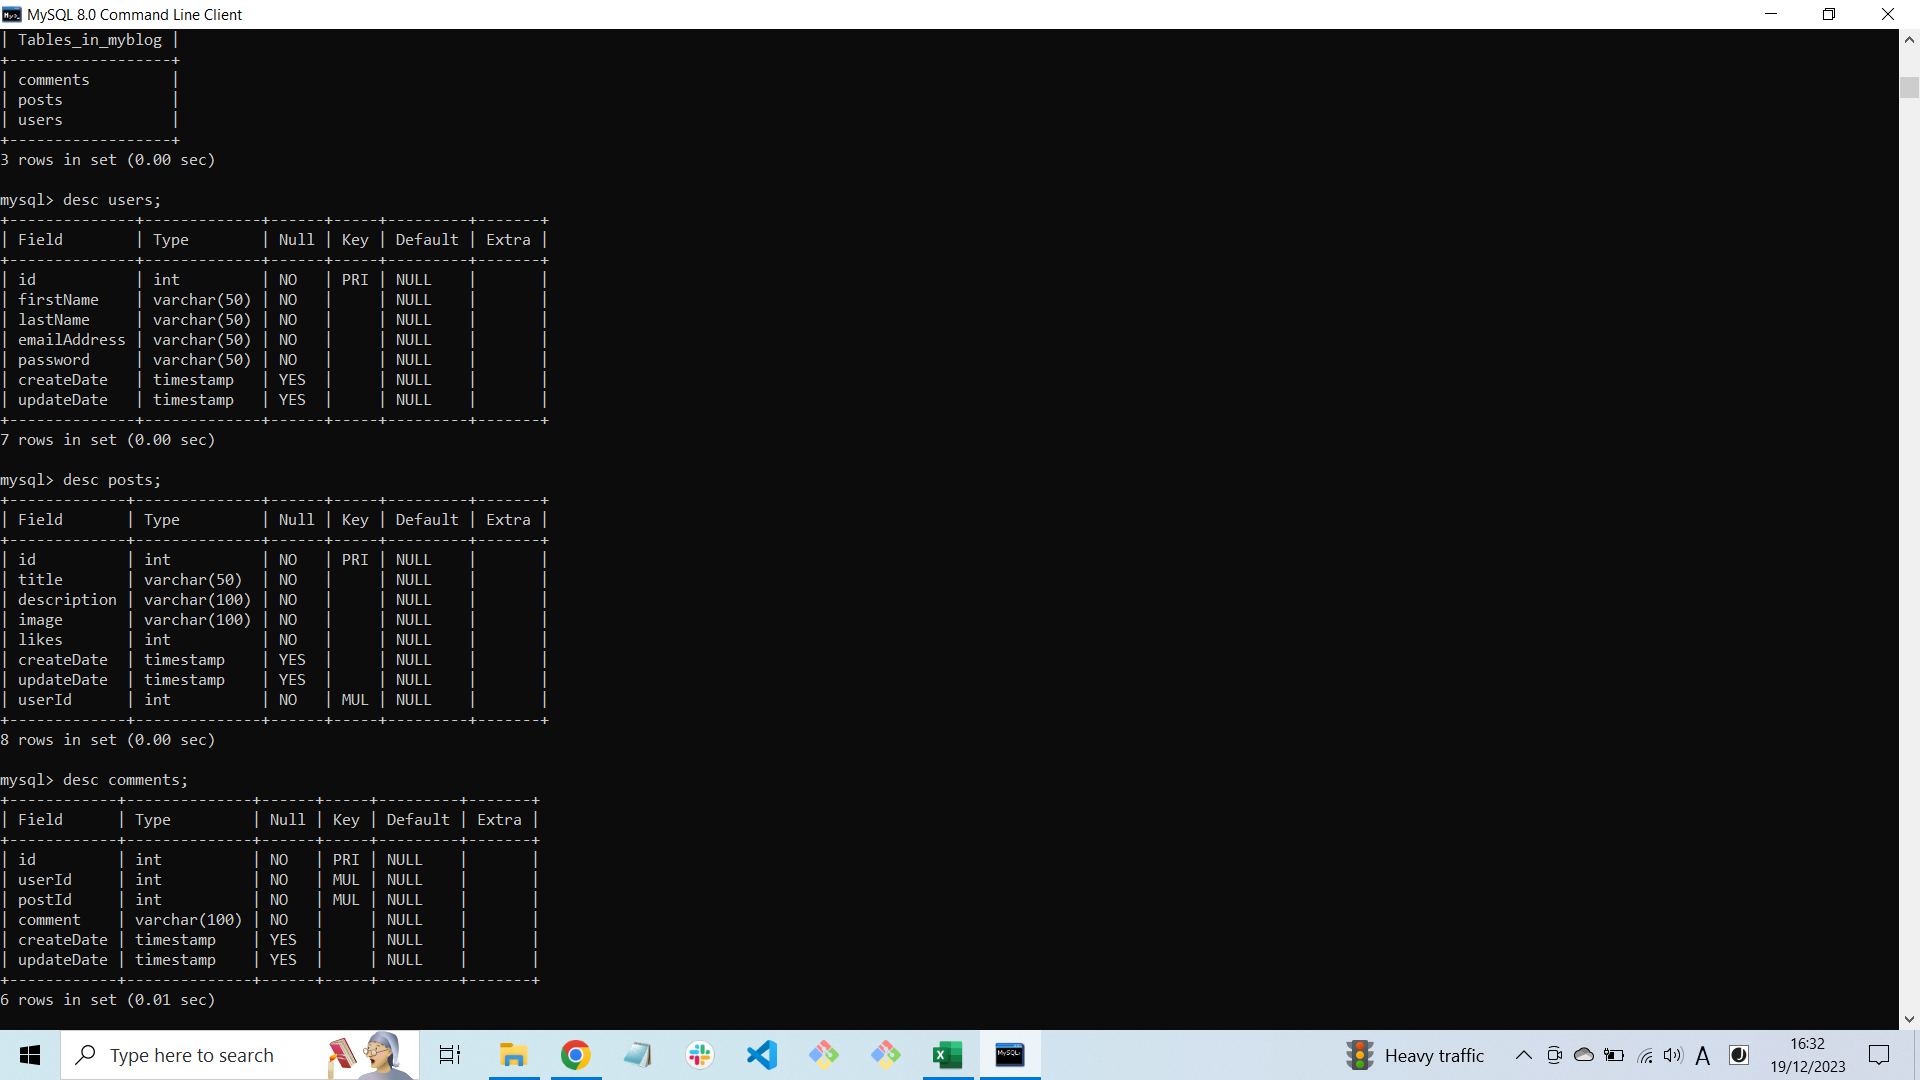 MySQL 8.0 Command Line Client
| Tables_in_myblog |
+------------------+
| comments         |
| posts            |
| users            |
+------------------+
3 rows in set (0.00 sec)
mysql> desc users;
+--------------+-------------+------+-----+---------+-------+
| Field        | Type        | Null | Key | Default | Extra |
+--------------+-------------+------+-----+---------+-------+
| id           | int         | NO   | PRI | NULL    |       |
| firstName    | varchar(50) | NO   |     | NULL    |       |
| lastName     | varchar(50) | NO   |     | NULL    |       |
| emailAddress | varchar(50) | NO   |     | NULL    |       |
| password     | varchar(50) | NO   |     | NULL    |       |
| createDate   | timestamp   | YES  |     | NULL    |       |
| updateDate   | timestamp   | YES  |     | NULL    |       |
+--------------+-------------+------+-----+---------+-------+
7 rows in set (0.00 sec)
mysql> desc posts;
+-------------+--------------+------+-----+---------+-------+
| Field       | Type         | Null | Key | Default | Extra |
+-------------+--------------+------+-----+---------+-------+
| id          | int          | NO   | PRI | NULL    |       |
| title       | varchar(50)  | NO   |     | NULL    |       |
| description | varchar(100) | NO   |     | NULL    |       |
| image       | varchar(100) | NO   |     | NULL    |       |
| likes       | int          | NO   |     | NULL    |       |
| createDate  | timestamp    | YES  |     | NULL    |       |
| updateDate  | timestamp    | YES  |     | NULL    |       |
| userId      | int          | NO   | MUL | NULL    |       |
+-------------+--------------+------+-----+---------+-------+
8 rows in set (0.00 sec)
mysql> desc comments;
+------------+--------------+------+-----+---------+-------+
| Field      | Type         | Null | Key | Default | Extra |
+------------+--------------+------+-----+---------+-------+
| id         | int          | NO   | PRI | NULL    |       |
| userId     | int          | NO   | MUL | NULL    |       |
| postId     | int          | NO   | MUL | NULL    |       |
| comment    | varchar(100) | NO   |     | NULL    |       |
| createDate | timestamp    | YES  |     | NULL    |       |
| updateDate | timestamp    | YES  |     | NULL    |       |
+------------+--------------+------+-----+---------+-------+
6 rows in set (0.01 sec)
Type here to search
Heavy traffic
A
16:32
19/12/2023